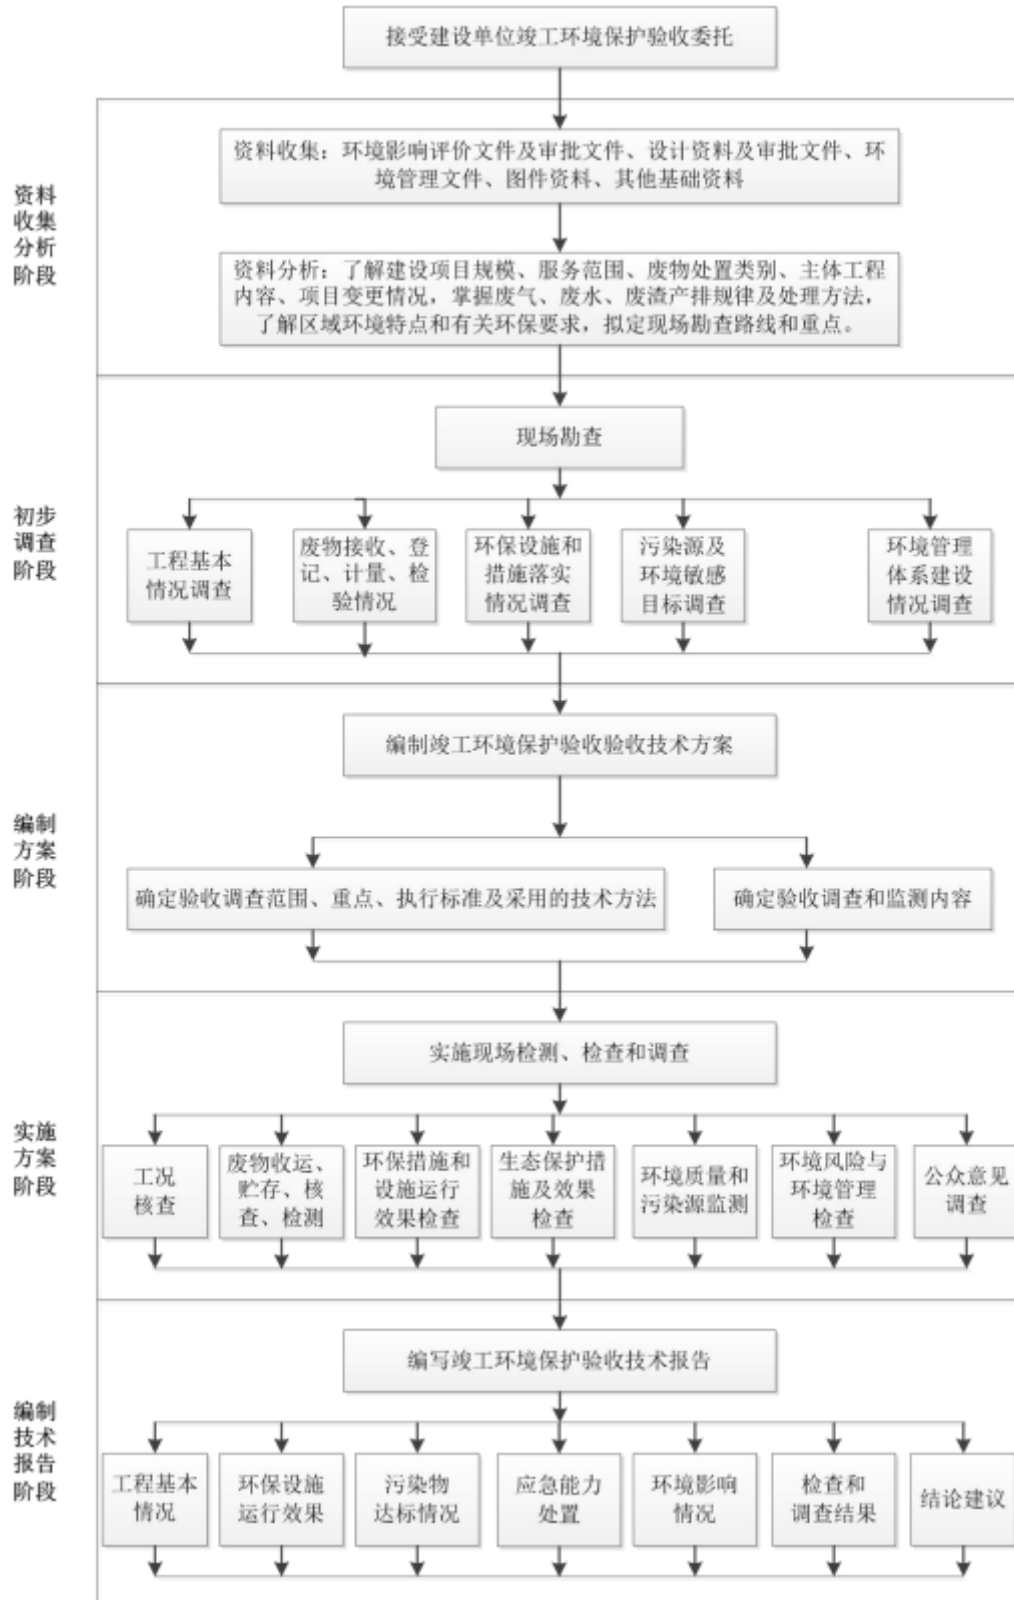 接受建设单位竣工环境保护验收委托
资料
收集
分析
阶段
资料收集：环境影响评价文件及审批文件、设计资料及审批文件、环
境管理文件、图件资料、其他基础资料
资料分析：了解建设项目规模、服务范围、废物处置类别、主体工程
内容、项目变更情况，掌握废气、废水、废渣产排规律及处理方法，
了解区域环境特点和有关环保要求，拟定现场勘查路线和重点。
初步
调查
阶段
现场勘查
工程基本
情况调查
废物接收、登
记、计量、检
验情况
环保设施和
措施落实
情况调查
污染源及
环境敏感
目标调查
环境管理
体系建设
情况调查
编制
方案
阶段
编制竣工环境保护验收验收技术方案
确定验收调查范围、重点、执行标准及采用的技术方法
确定验收调查和监测内容
实施
方案
阶段
实施现场检测、检查和调查
工况
核查
废物收运、
贮存、核
查、检测
环保措施和
设施运行
效果检查
生态保护措
施及效果
检查
环境质量和
污染源监测
环境风险与
环境管理
检查
公众意见
调查
编制
技术
报告
阶段
编写竣工环境保护验收技术报告
工程基本
情况
环保设施
运行效果
污染物
达标情况
应急能力
处置
环境影响
情况
检查和
调查结果
结论建议